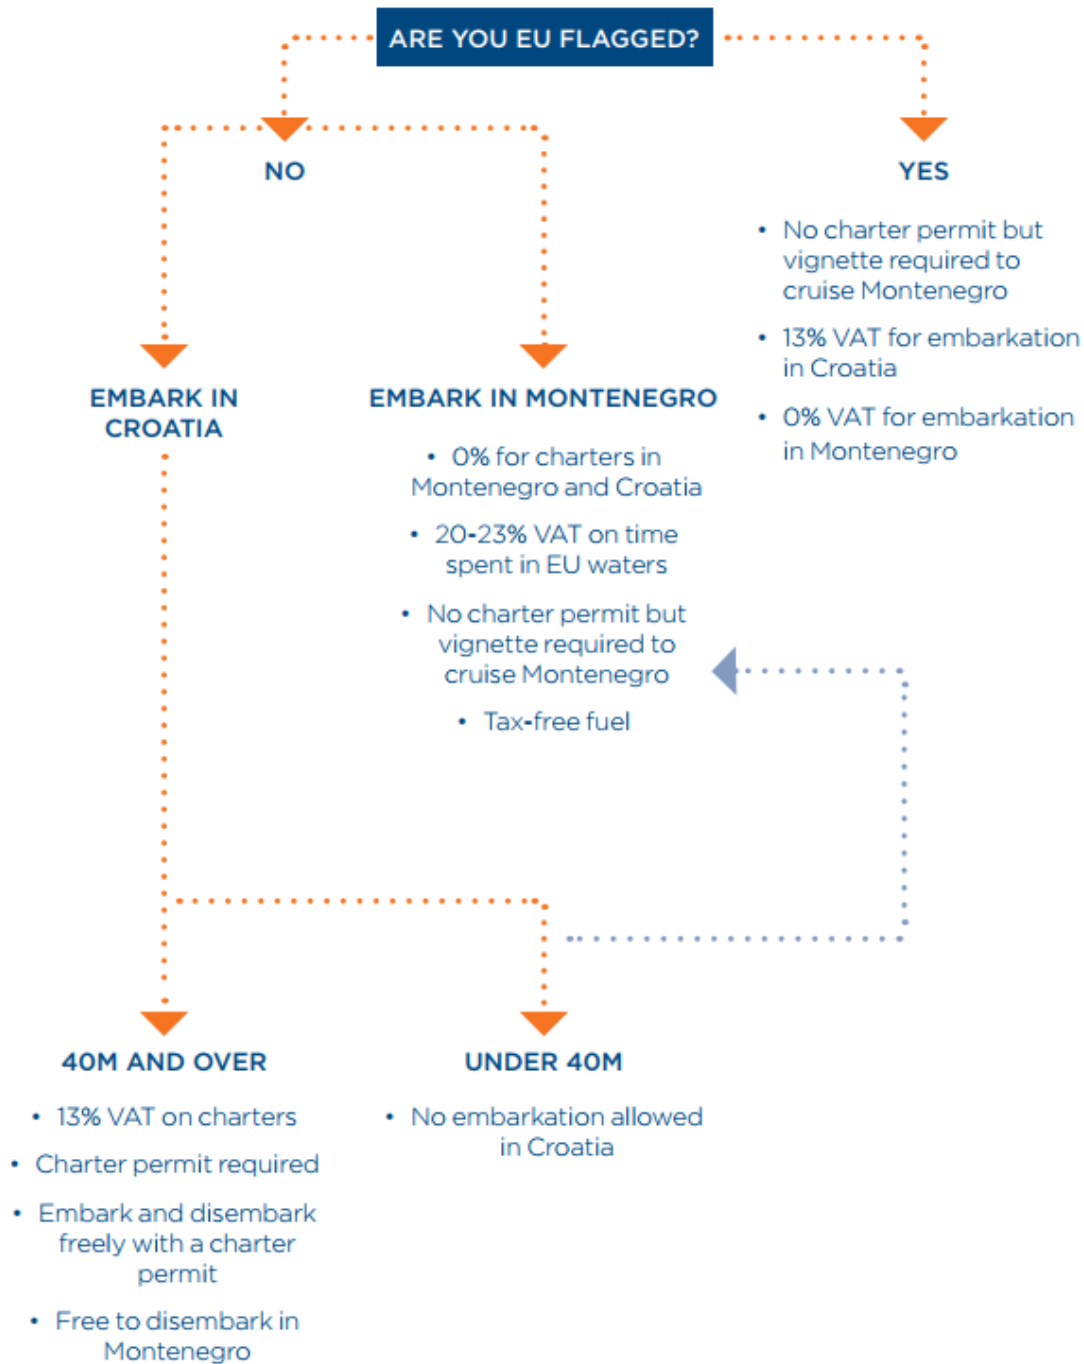 ARE YOU EU FLAGGED?
NO
YES
• No charter permit but
vignette required to
cruise Montenegro
• 13% VAT for embarkation
in Croatia
• 0% VAT for embarkation
in Montenegro
EMBARK IN
CROATIA
EMBARK IN MONTENEGRO
• 0% for charters in
Montenegro and Croatia
• 20-23% VAT on time
spent in EU waters
• No charter permit but
vignette required to
cruise Montenegro
• Tax-free fuel
40M AND OVER
• 13% VAT on charters
• Charter permit required
• Embark and disembark
freely with a charter
permit
• Free to disembark in
Montenegro
UNDER 40M
• No embarkation allowed
in Croatia